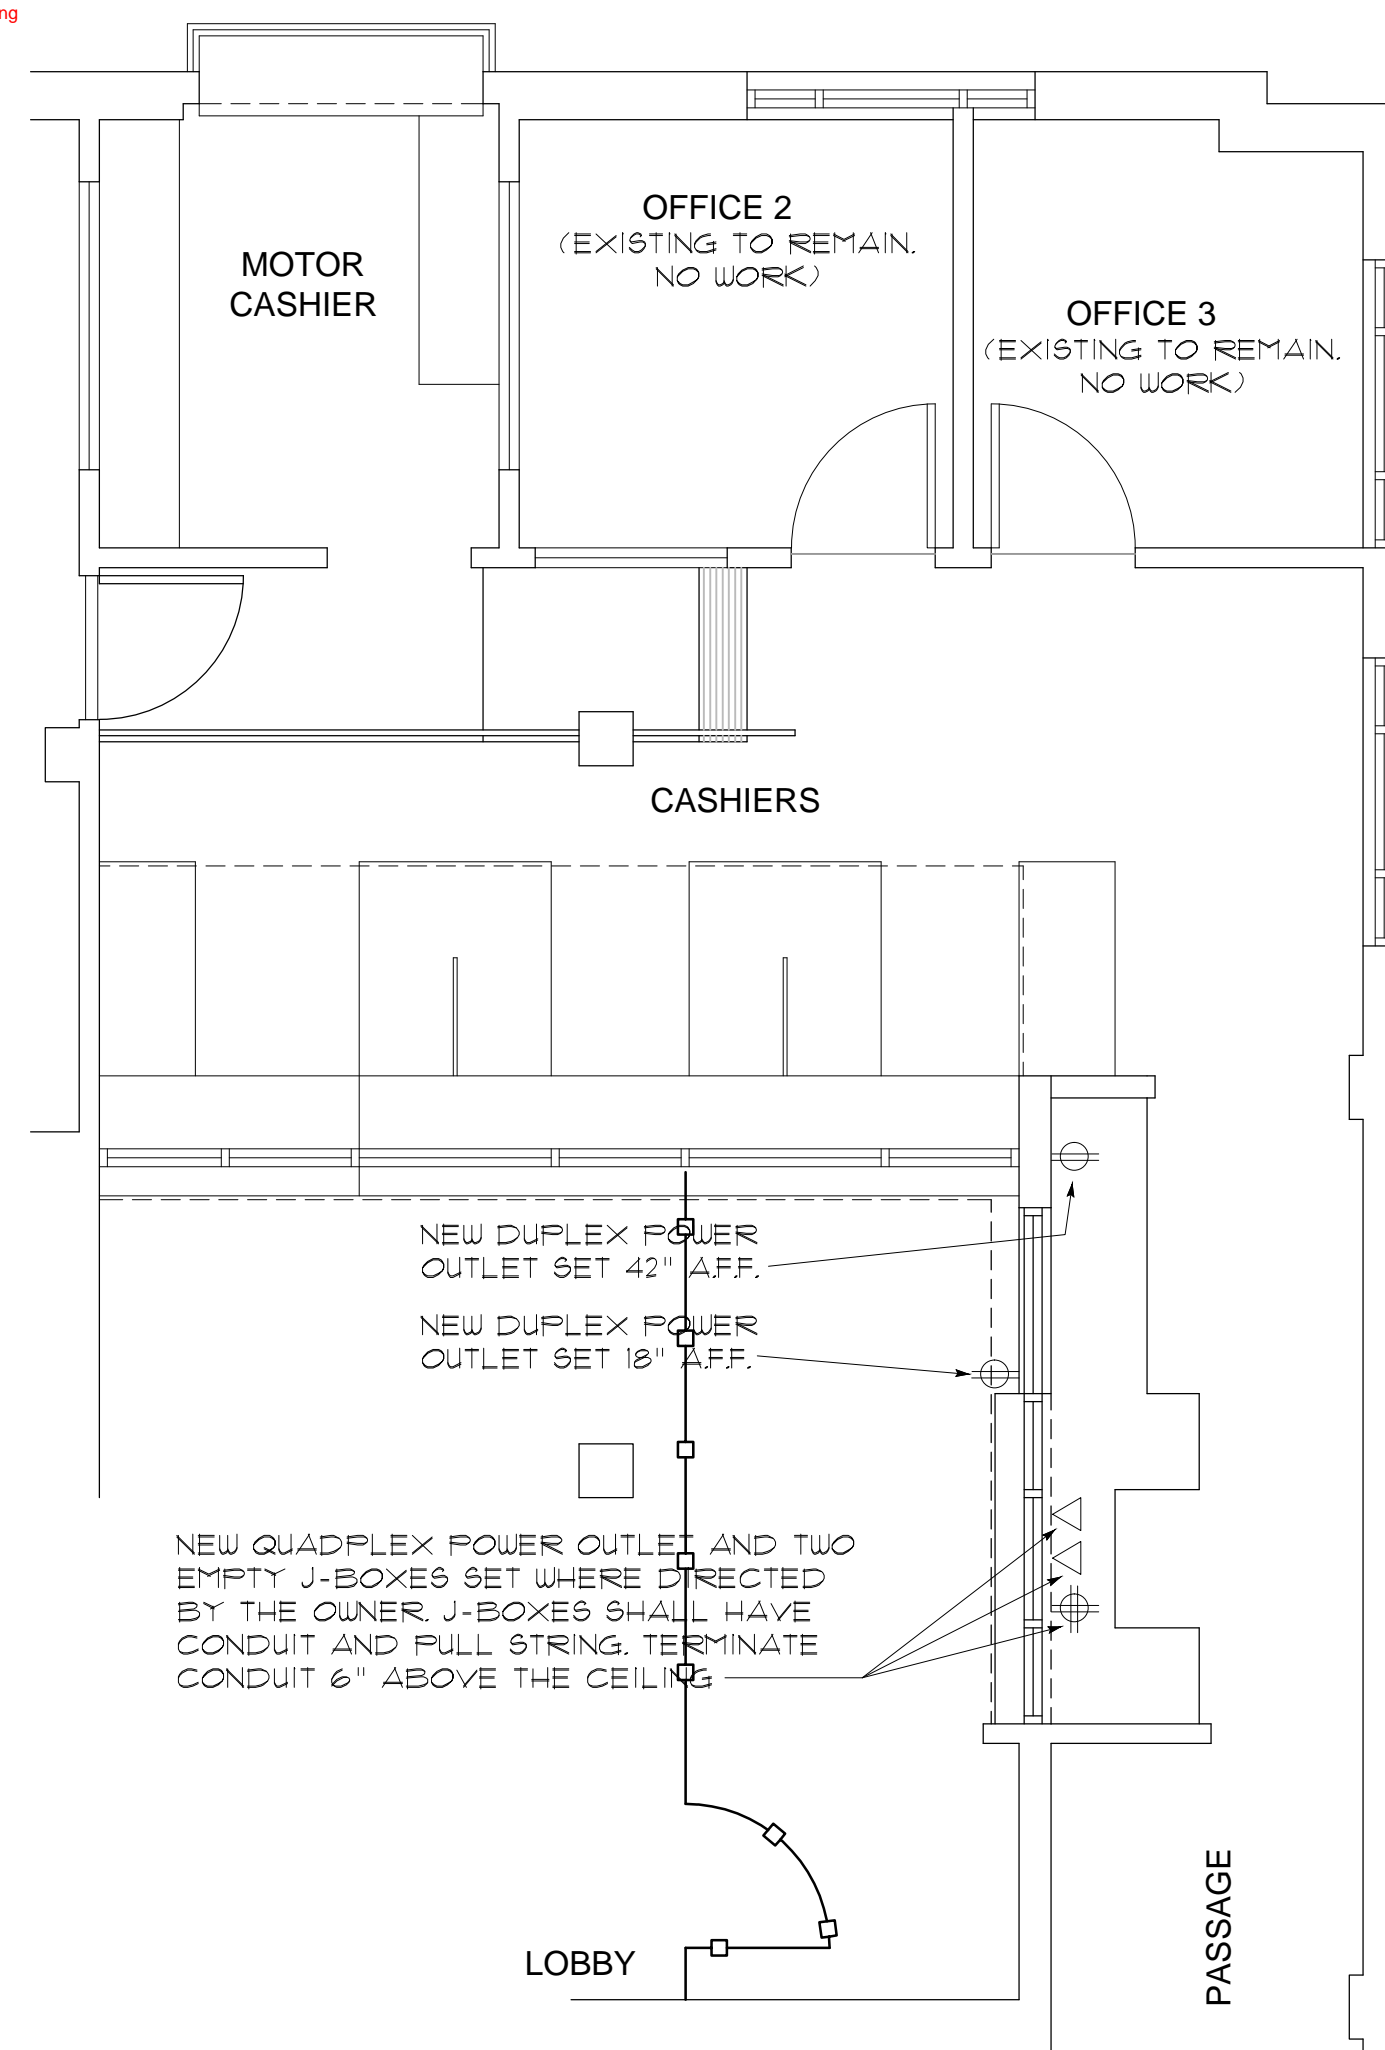 ng
OFFICE 2
(EXISTING TO REMAIN.
NO WORK)
MOTOR
CASHIER
OFFICE 3
(EXISTING TO REMAIN.
NO WORK)
CASHIERS
NEW DUPLEX POWER
OUTLET SET 42" A.F.F.
NEW DUPLEX POWER
OUTLET SET 18" A.F.F.
NEW QUADPLEX POWER OUTLET AND TWO
EMPTY J-BOXES SET WHERE DIRECTED
BY THE OWNER. J-BOXES SHALL HAVE
CONDUIT AND PULL STRING. TERMINATE
CONDUIT 6" ABOVE THE CEILING
PASSAGE
LOBBY